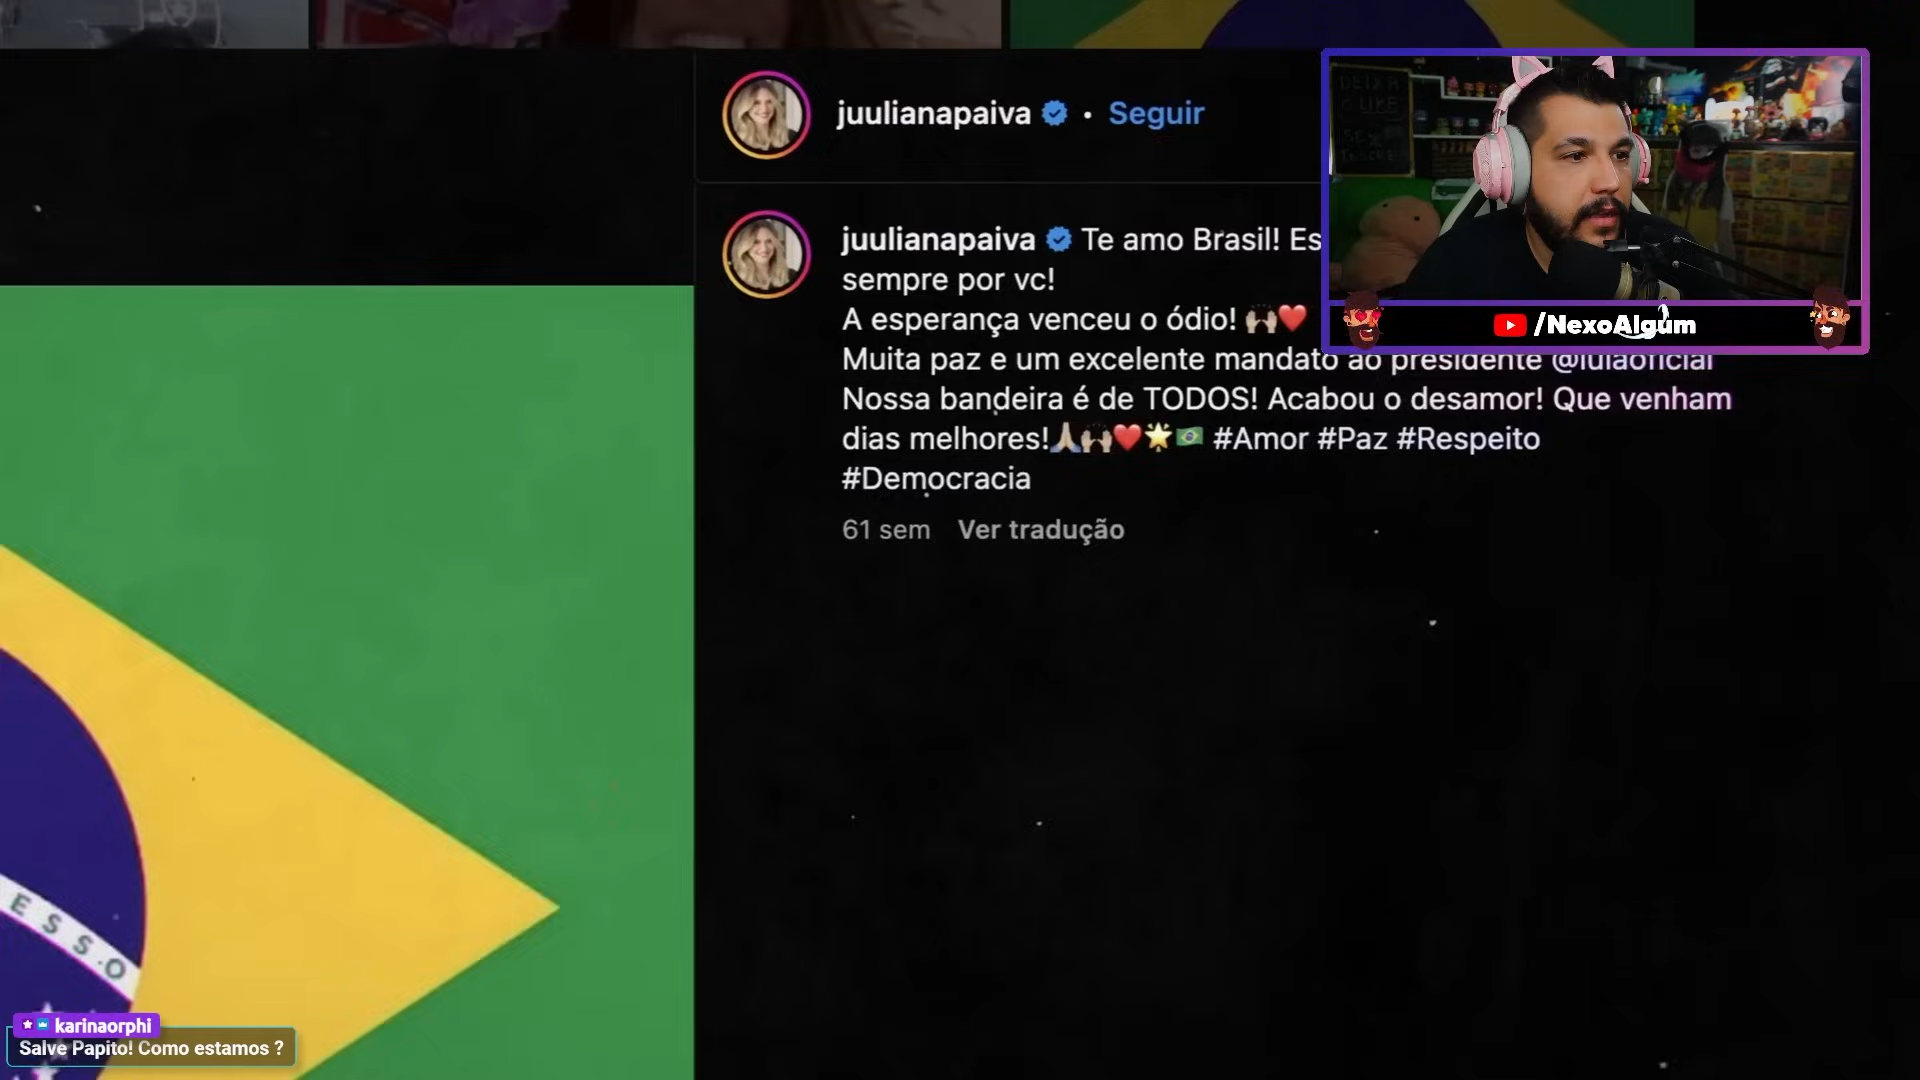 juulianapaiva • Seguir
juulianapaiva Te amo Brasil! Es
sempre por vc!
A esperança venceu o ódio! 🙌🏼❤️
Muita paz e um excelente mandato ao presidente @lulaoficial
Nossa bandeira é de TODOS! Acabou o desamor! Que venham
dias melhores!🙏🏼🙌🏼❤️🌟🇧🇷 #Amor #Paz #Respeito
#Democracia
61 sem Ver tradução
DEIXA
O LIKE
/NexoAlgum
ESSO
karinaorphi
Salve Papito! Como estamos ?